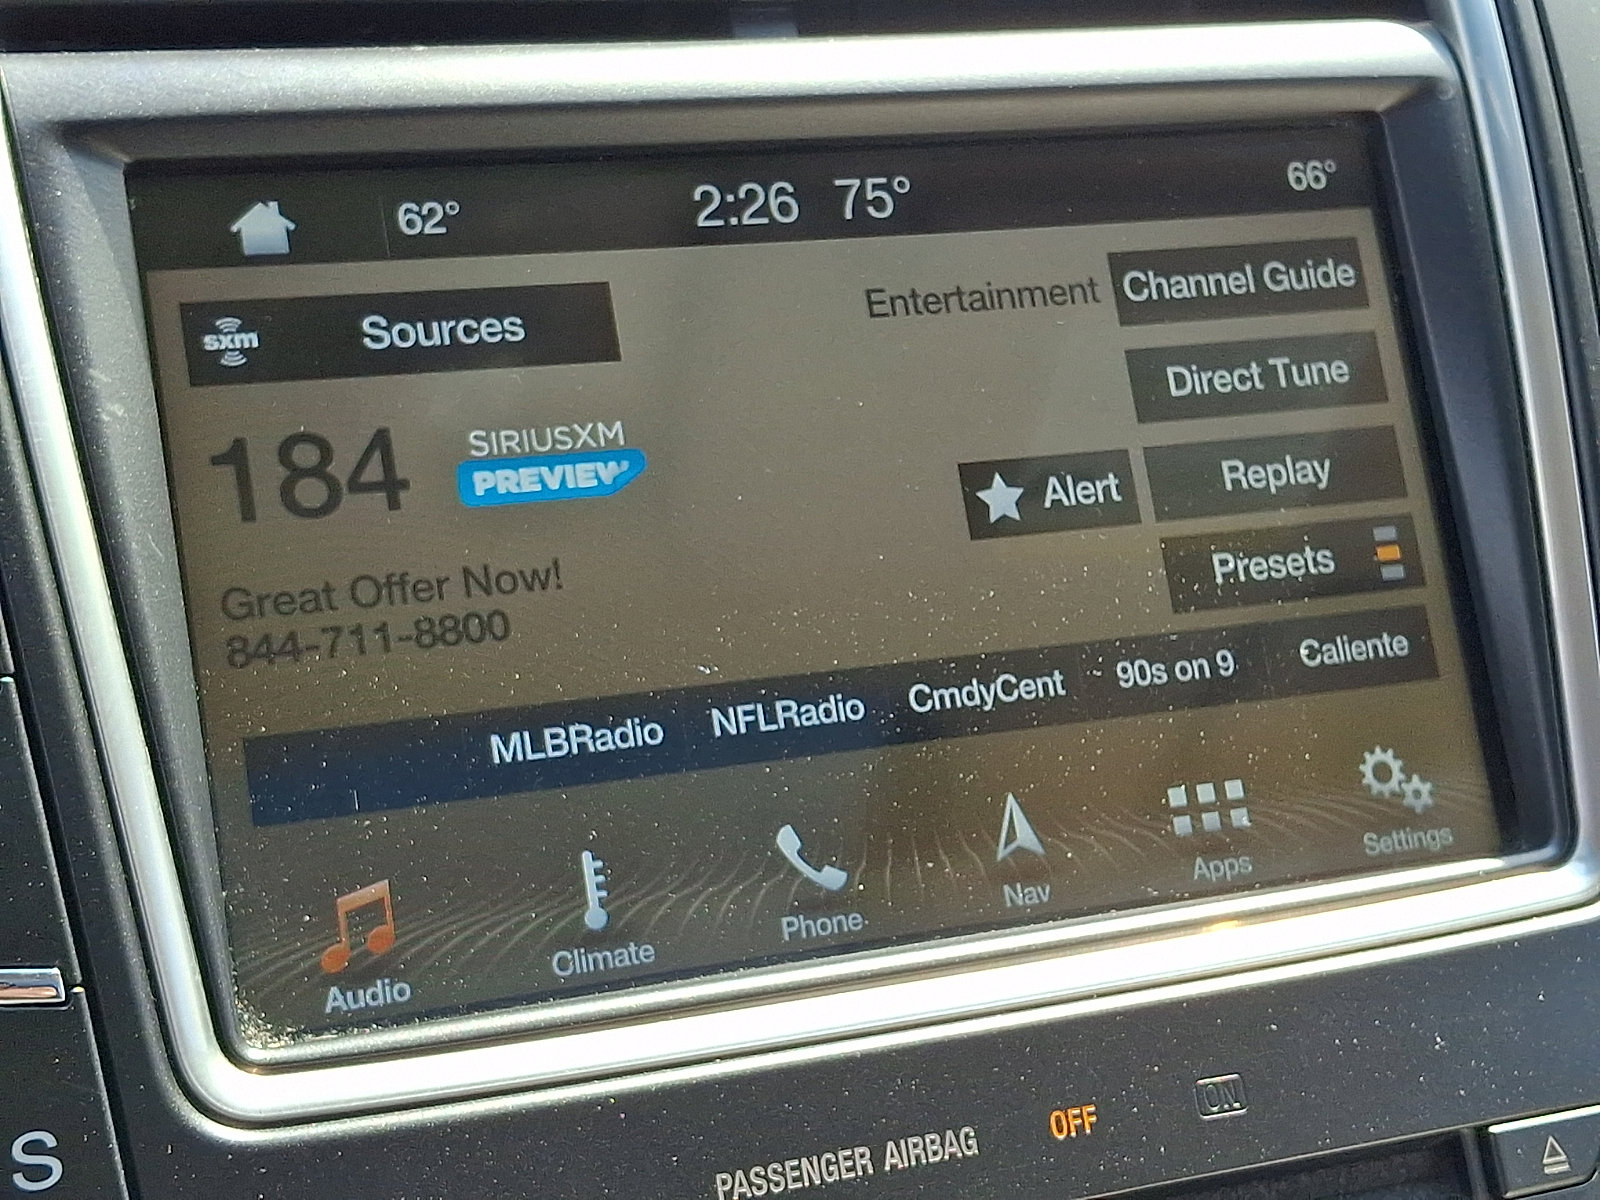 62° 2:26 75° 66°
sxm Sources
Entertainment Channel Guide
Direct Tune
184 SIRIUSXM
PREVIEW
Alert Replay
Presets
Great Offer Now!
844-711-8800
MLBRadio NFLRadio CmdyCent 90s on 9 Caliente
Audio Climate Phone Nav Apps Settings
PASSENGER AIRBAG OFF ON
S